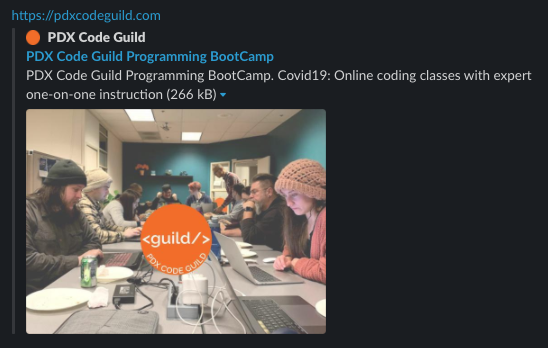 https://pdxcodeguild.com
PDX Code Guild
PDX Code Guild Programming BootCamp
PDX Code Guild Programming BootCamp. Covid19: Online coding classes with expert
one-on-one instruction (266 kB)
<guild/>
PDX CODE GUILD